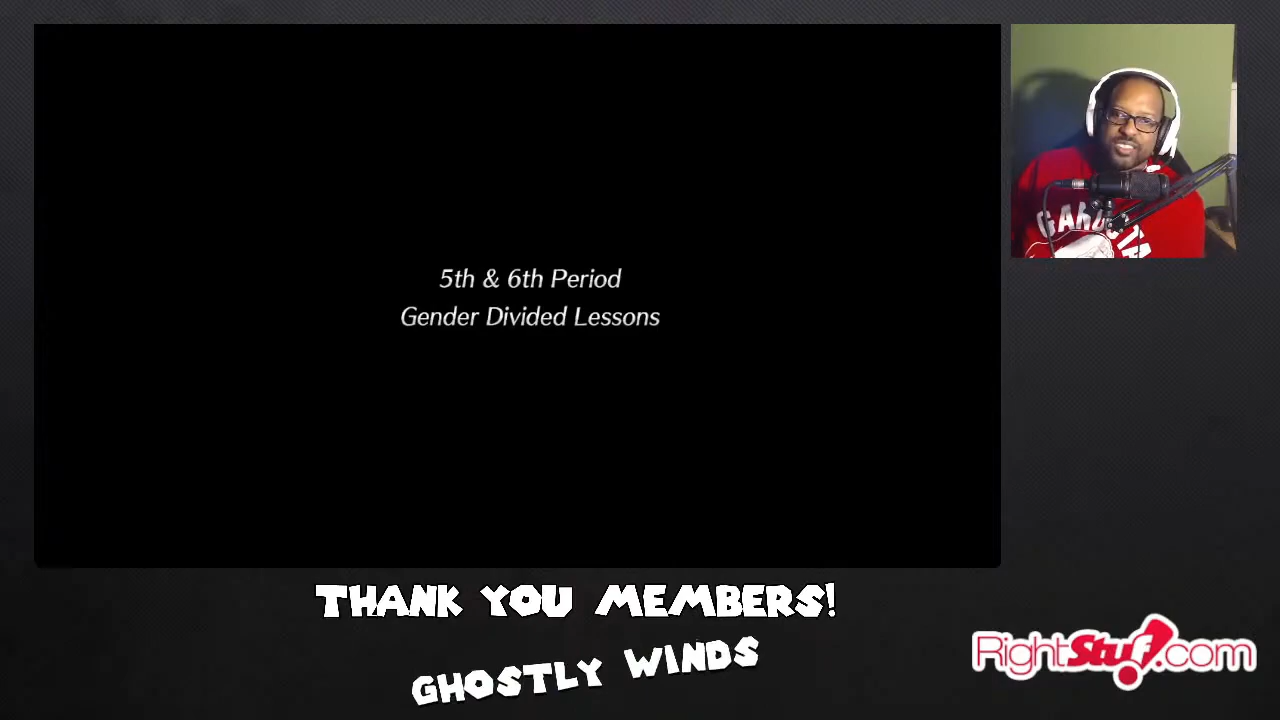 5th & 6th Period
Gender Divided Lessons
THANK YOU MEMBERS!
GHOSTLY WINDS
RightStuf!.com